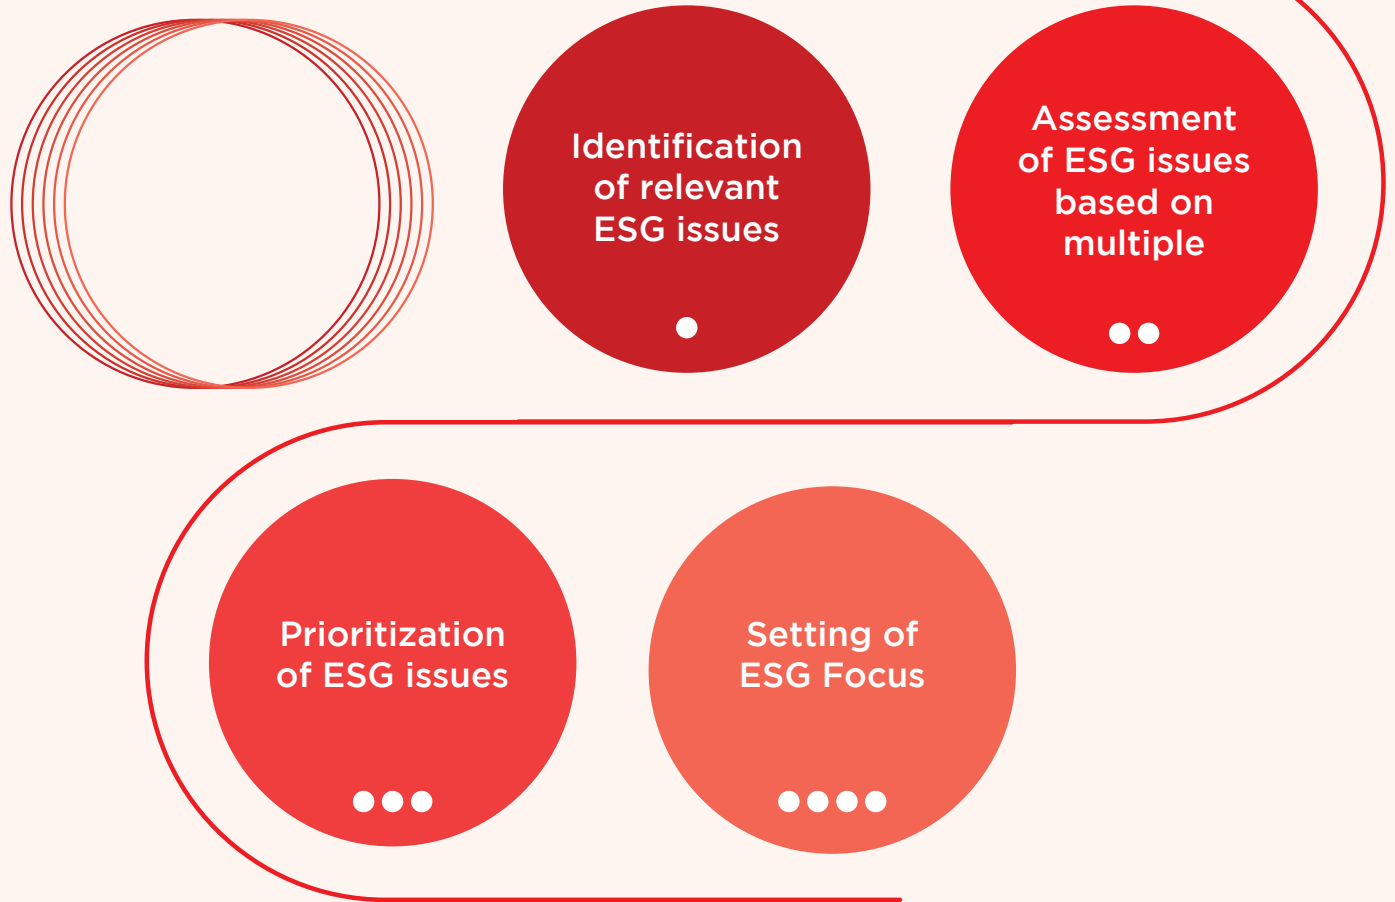 Identification
of relevant
ESG issues
Assessment
of ESG issues
based on
multiple
Prioritization
of ESG issues
Setting of
ESG Focus